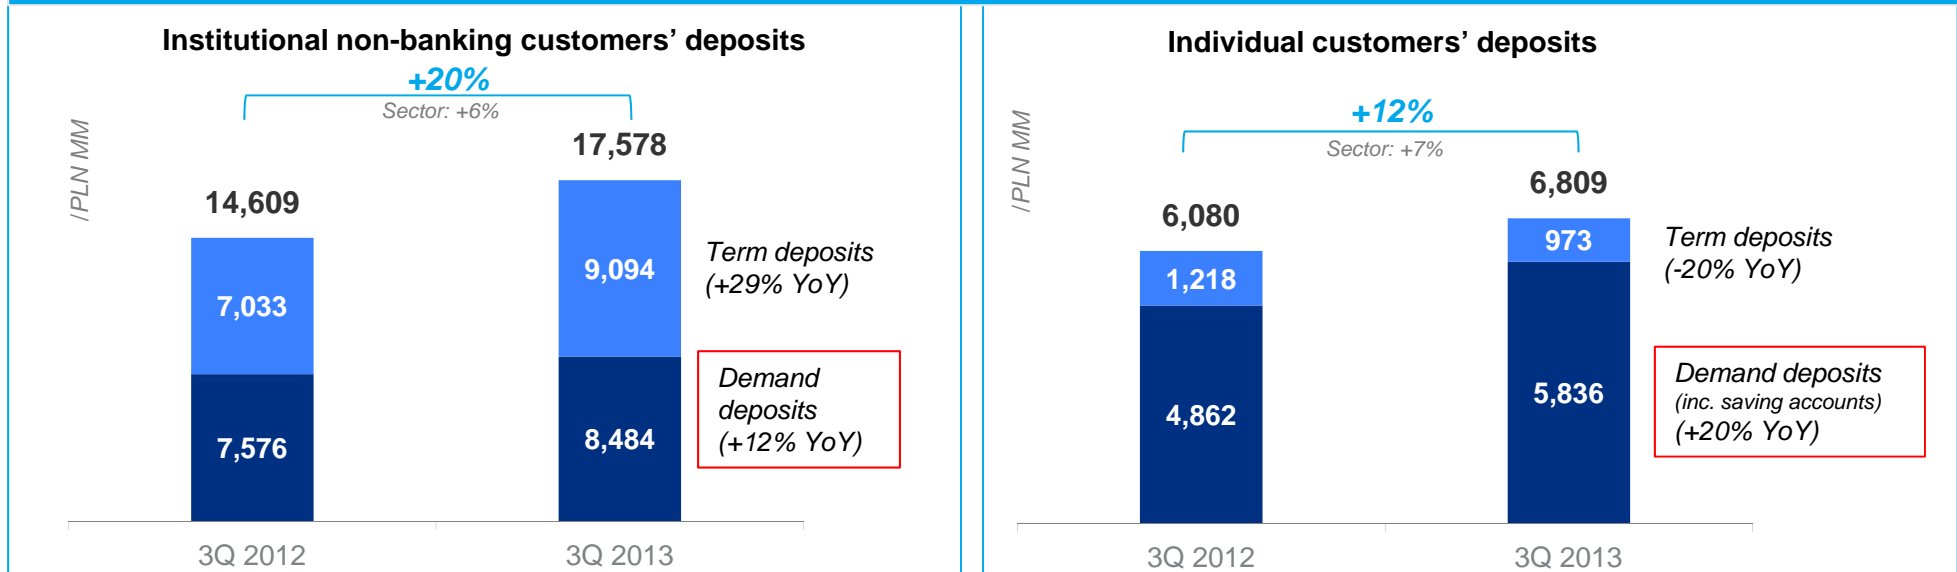 Institutional non-banking customers’ deposits
+20%
Sector: +6%
/PLN MM
14,609
17,578
7,033
9,094
7,576
8,484
Term deposits
(+29% YoY)
Demand
deposits
(+12% YoY)
3Q 2012
3Q 2013
Individual customers’ deposits
+12%
Sector: +7%
/PLN MM
6,080
6,809
1,218
973
4,862
5,836
Term deposits
(-20% YoY)
Demand deposits
(inc. saving accounts)
(+20% YoY)
3Q 2012
3Q 2013